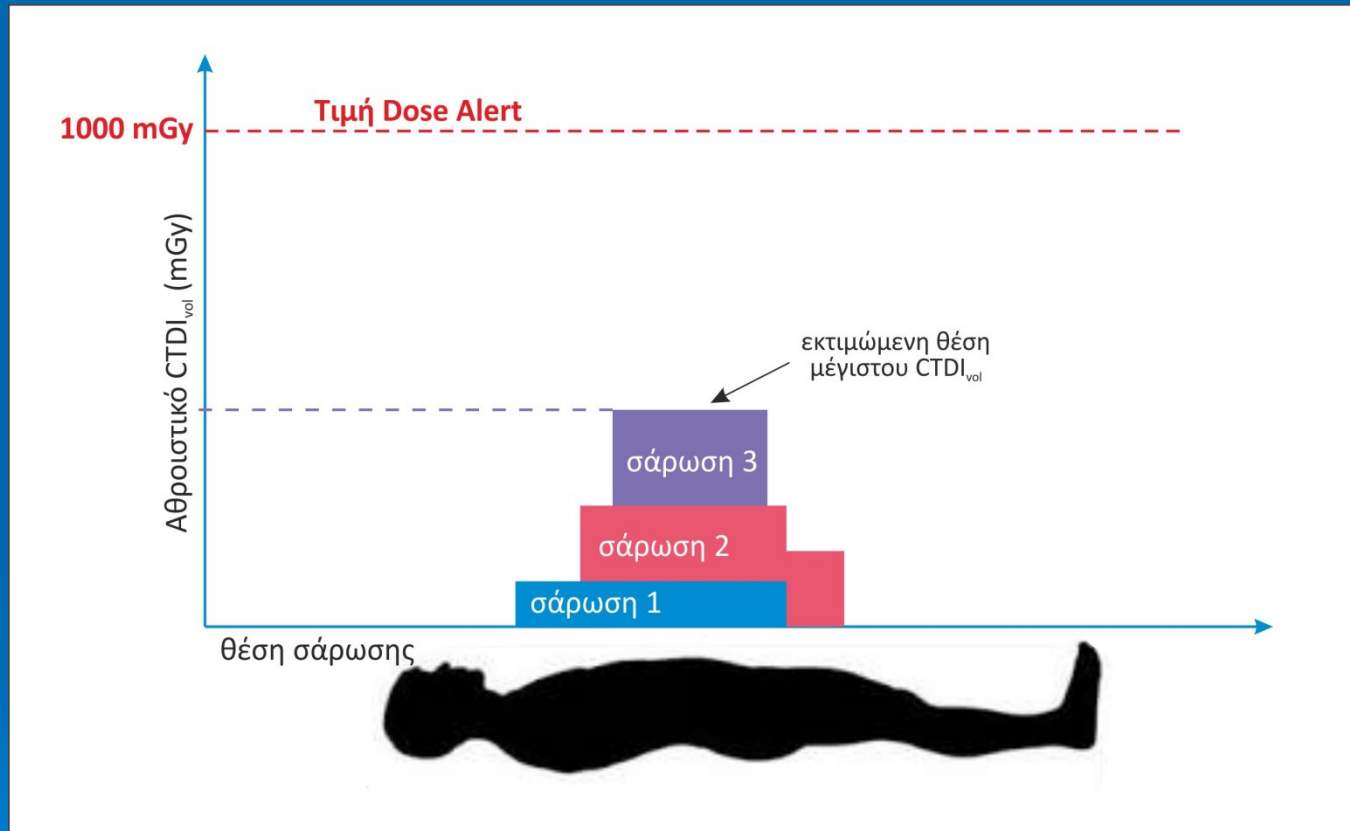 Τιμή Dose Alert
1000 mGy
Αθροιστικό CTDIvol (mGy)
εκτιμώμενη θέση
μέγιστου CTDIvol
σάρωση 3
σάρωση 2
σάρωση 1
θέση σάρωσης